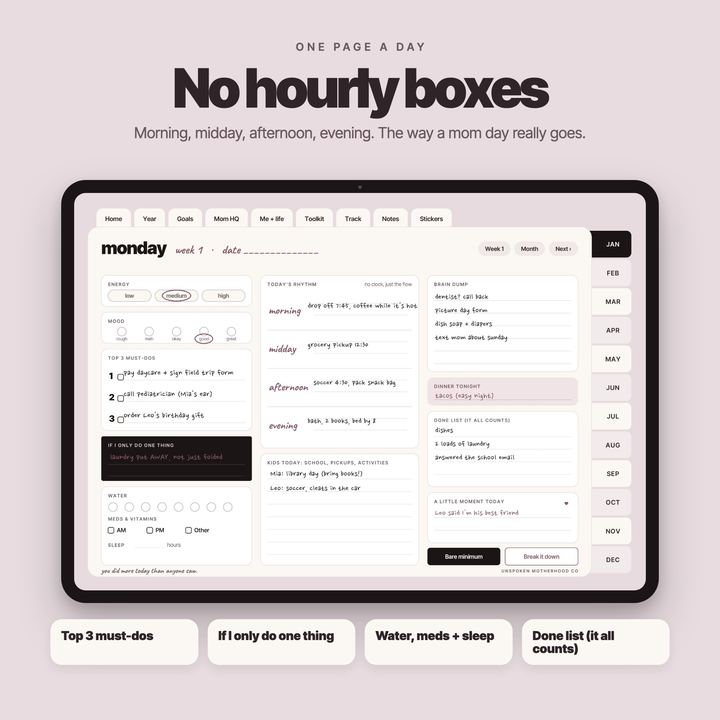 ONE PAGE A DAY
No hourly boxes
Morning, midday, afternoon, evening. The way a mom day really goes.
Home Year Goals Mom HQ Me + life Toolkit Track Notes Stickers
monday week 1 · date ______________
Week 1 Month Next ›
ENERGY
low medium high
MOOD
rough meh okay good great
TOP 3 MUST-DOS
1 pay daycare + sign field trip form
2 call pediatrician (Mia's ear)
3 order Leo's birthday gift
IF I ONLY DO ONE THING
laundry put AWAY, not just folded
WATER
MEDS & VITAMINS
AM PM Other
SLEEP hours
you did more today than anyone saw.
TODAY'S RHYTHM no clock, just the flow
morning drop off 7:45, coffee while it's hot
midday grocery pickup 12:30
afternoon soccer 4:30, pack snack bag
evening bath, 2 books, bed by 8
KIDS TODAY: SCHOOL, PICKUPS, ACTIVITIES
Mia: library day (bring books!)
Leo: soccer, cleats in the car
BRAIN DUMP
dentist? call back
picture day form
dish soap + diapers
text mom about sunday
DINNER TONIGHT
tacos (easy night)
DONE LIST (IT ALL COUNTS)
dishes
2 loads of laundry
answered the school email
A LITTLE MOMENT TODAY
Leo said I'm his best friend
Bare minimum Break it down
UNSPOKEN MOTHERHOOD CO
JAN
FEB
MAR
APR
MAY
JUN
JUL
AUG
SEP
OCT
NOV
DEC
Top 3 must-dos
If I only do one thing
Water, meds + sleep
Done list (it all
counts)